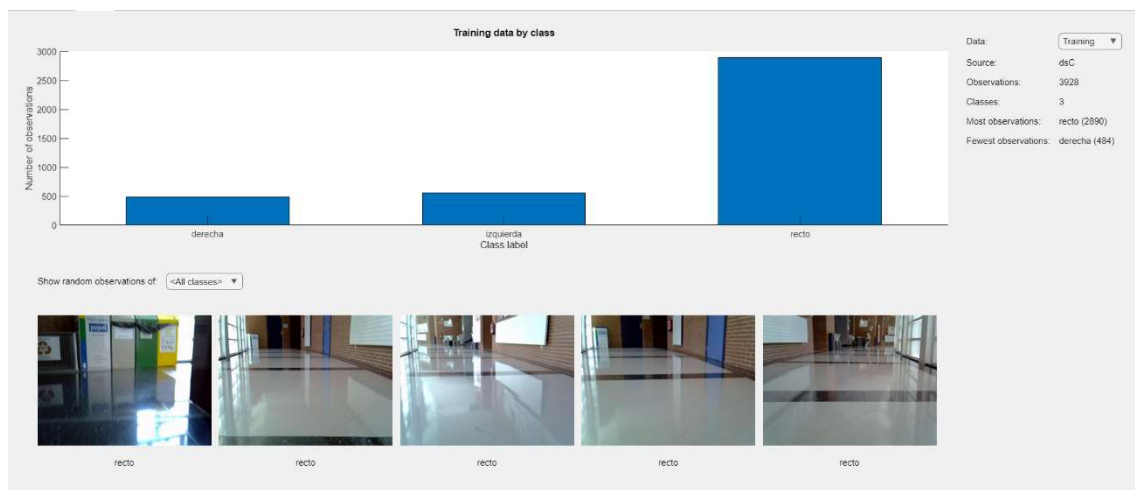 Training data by class
Number of observations
3000
2500
2000
1500
1000
500
0
derecha izquierda recto
Class label
Data: Training
Source: dsC
Observations: 3928
Classes: 3
Most observations: recto (2890)
Fewest observations: derecha (484)
Show random observations of: <All classes>
papel
recto recto recto recto recto